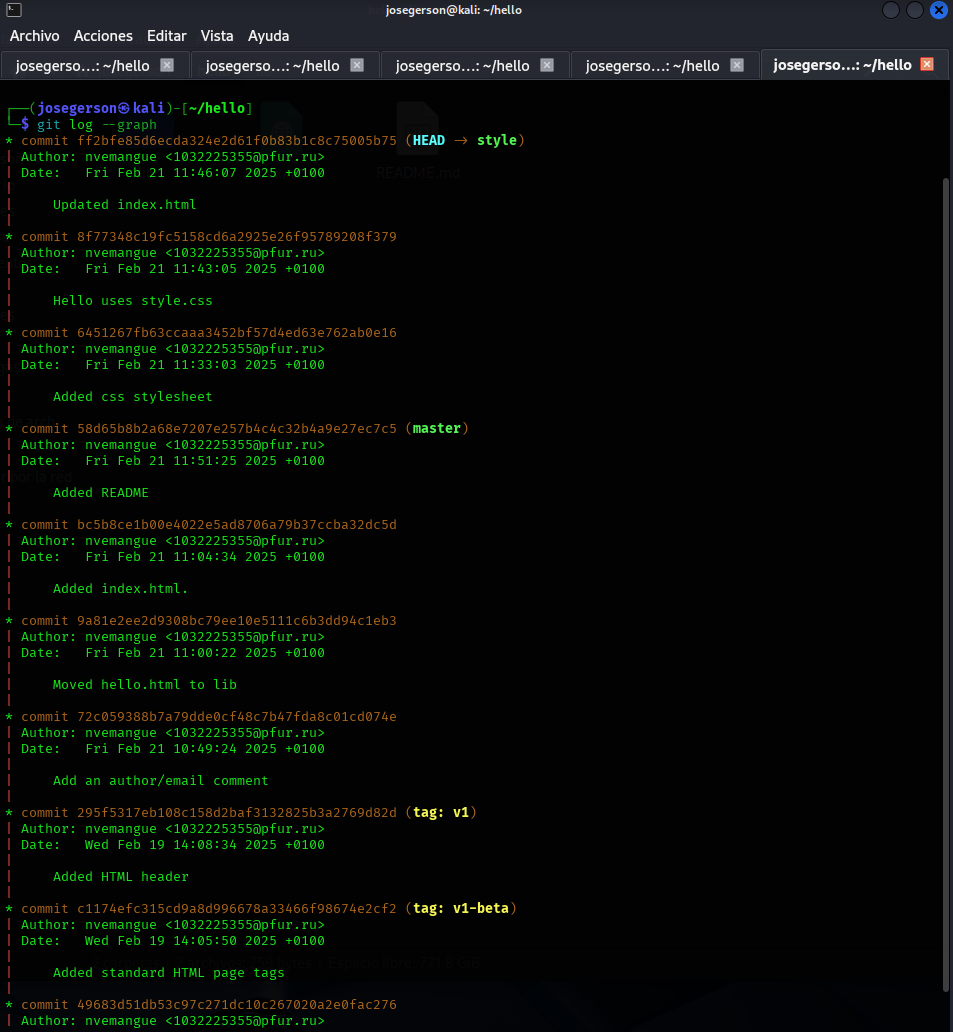 josegerson@kali: ~/hello
Archivo Acciones Editar Vista Ayuda
josegerso...: ~/hello josegerso...: ~/hello josegerso...: ~/hello josegerso...: ~/hello josegerso...: ~/hello
(josegerson㉿kali)-[~/hello]
$ git log --graph
* commit ff2bfe85d6ecda324e2d61f0b83b1c8c75005b75 (HEAD -> style)
| Author: nvemangue <1032225355@pfur.ru>
| Date:   Fri Feb 21 11:46:07 2025 +0100
|
|     Updated index.html
|
* commit 8f77348c19fc5158cd6a2925e26f95789208f379
| Author: nvemangue <1032225355@pfur.ru>
| Date:   Fri Feb 21 11:43:05 2025 +0100
|
|     Hello uses style.css
|
* commit 6451267fb63ccaaa3452bf57d4ed63e762ab0e16
| Author: nvemangue <1032225355@pfur.ru>
| Date:   Fri Feb 21 11:33:03 2025 +0100
|
|     Added css stylesheet
|
* commit 58d65b8b2a68e7207e257b4c4c32b4a9e27ec7c5 (master)
| Author: nvemangue <1032225355@pfur.ru>
| Date:   Fri Feb 21 11:51:25 2025 +0100
|
|     Added README
|
* commit bc5b8ce1b00e4022e5ad8706a79b37ccba32dc5d
| Author: nvemangue <1032225355@pfur.ru>
| Date:   Fri Feb 21 11:04:34 2025 +0100
|
|     Added index.html.
|
* commit 9a81e2ee2d9308bc79ee10e5111c6b3dd94c1eb3
| Author: nvemangue <1032225355@pfur.ru>
| Date:   Fri Feb 21 11:00:22 2025 +0100
|
|     Moved hello.html to lib
|
* commit 72c059388b7a79dde0cf48c7b47fda8c01cd074e
| Author: nvemangue <1032225355@pfur.ru>
| Date:   Fri Feb 21 10:49:24 2025 +0100
|
|     Add an author/email comment
|
* commit 295f5317eb108c158d2baf3132825b3a2769d82d (tag: v1)
| Author: nvemangue <1032225355@pfur.ru>
| Date:   Wed Feb 19 14:08:34 2025 +0100
|
|     Added HTML header
|
* commit c1174efc315cd9a8d996678a33466f98674e2cf2 (tag: v1-beta)
| Author: nvemangue <1032225355@pfur.ru>
| Date:   Wed Feb 19 14:05:50 2025 +0100
|
|     Added standard HTML page tags
|
* commit 49683d51db53c97c271dc10c267020a2e0fac276
| Author: nvemangue <1032225355@pfur.ru>
README.md